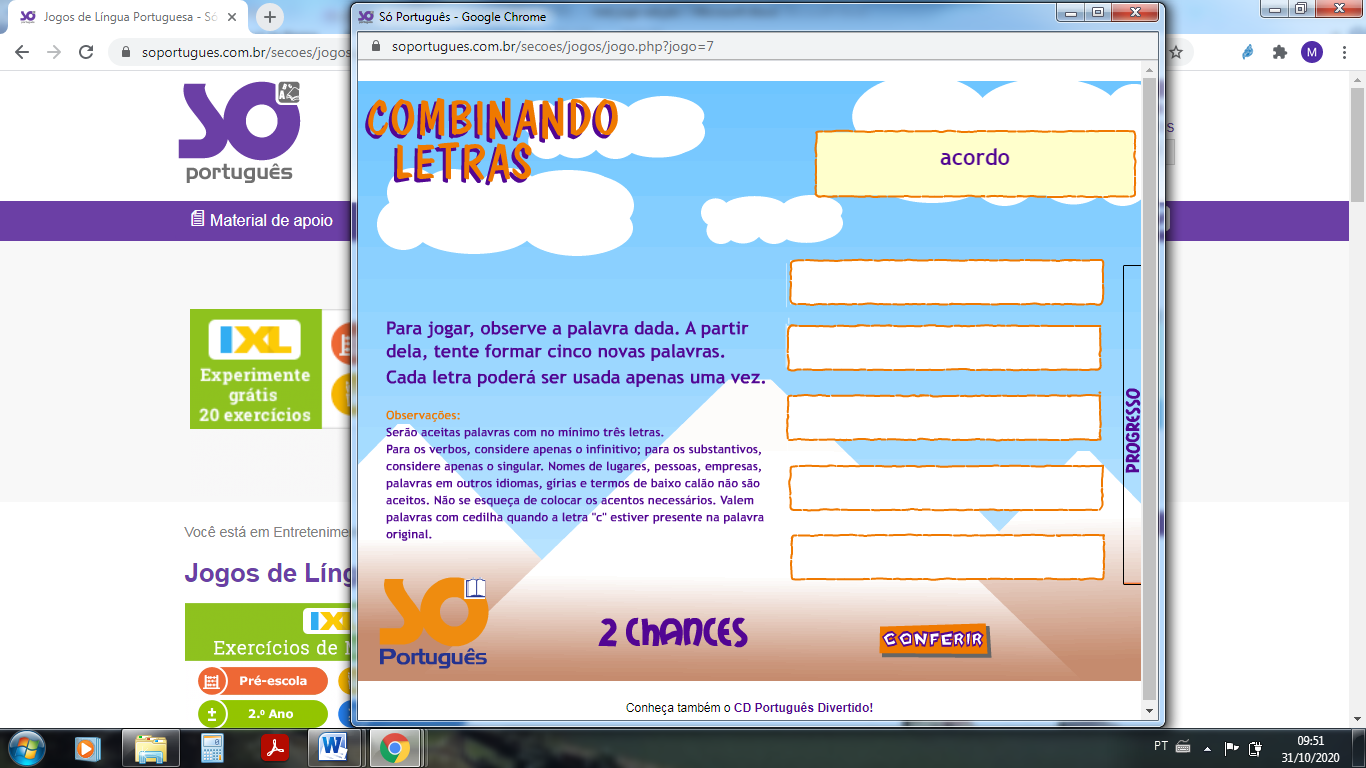 Jogos de Língua Portuguesa - Só
Só Português - Google Chrome
soportugues.com.br/secoes/jogos
soportugues.com.br/secoes/jogos/jogo.php?jogo=7
M
SÓ
português
Material de apoio
COMBINANDO
LETRAS
acordo
IXL
Experimente
grátis
20 exercícios
Para jogar, observe a palavra dada. A partir
dela, tente formar cinco novas palavras.
Cada letra poderá ser usada apenas uma vez.
Observações:
Serão aceitas palavras com no mínimo três letras.
Para os verbos, considere apenas o infinitivo; para os substantivos,
considere apenas o singular. Nomes de lugares, pessoas, empresas,
palavras em outros idiomas, gírias e termos de baixo calão não são
aceitos. Não se esqueça de colocar os acentos necessários. Valem
palavras com cedilha quando a letra "c" estiver presente na palavra
original.
PROGRESSO
Você está em Entretenime
Jogos de Líng
IXL
Exercícios de M
Pré-escola
2.º Ano
SÓ
Português
2 CHANCES
CONFERIR
Conheça também o CD Português Divertido!
PT
09:51
31/10/2020